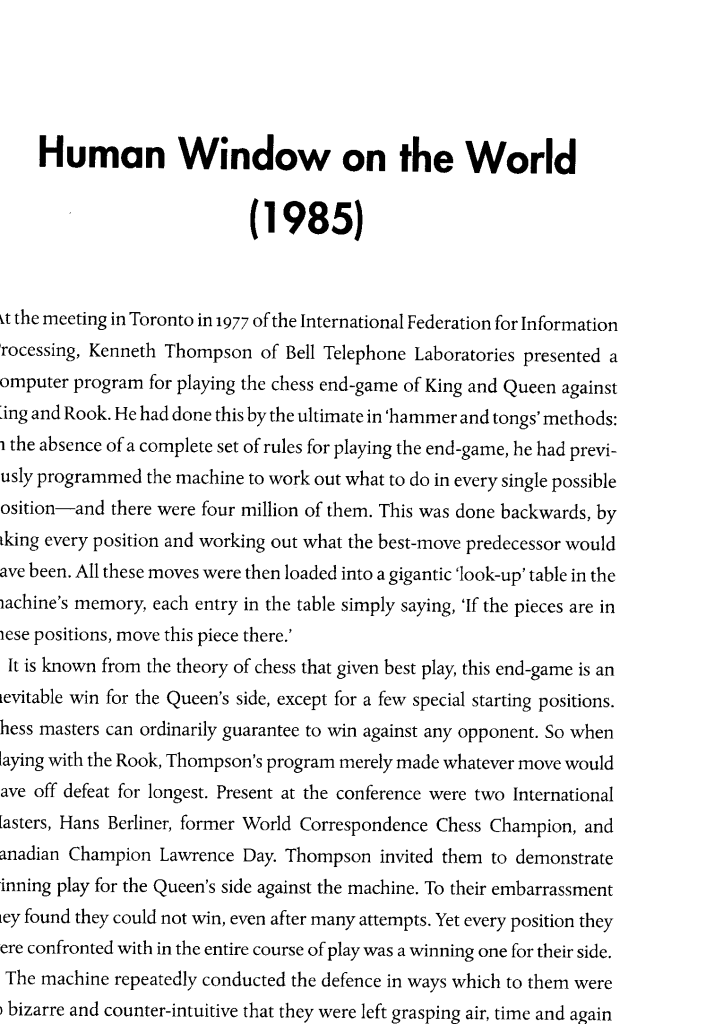 Human Window on the World
(1985)
At the meeting in Toronto in 1977 of the International Federation for Information
rocessing, Kenneth Thompson of Bell Telephone Laboratories presented a
omputer program for playing the chess end-game of King and Queen against
ing and Rook. He had done this by the ultimate in ‘hammer and tongs’ methods:
n the absence of a complete set of rules for playing the end-game, he had previ-
usly programmed the machine to work out what to do in every single possible
osition—and there were four million of them. This was done backwards, by
aking every position and working out what the best-move predecessor would
ave been. All these moves were then loaded into a gigantic ‘look-up’ table in the
achine’s memory, each entry in the table simply saying, ‘If the pieces are in
hese positions, move this piece there.’
It is known from the theory of chess that given best play, this end-game is an
nevitable win for the Queen’s side, except for a few special starting positions.
hess masters can ordinarily guarantee to win against any opponent. So when
laying with the Rook, Thompson’s program merely made whatever move would
ave off defeat for longest. Present at the conference were two International
asters, Hans Berliner, former World Correspondence Chess Champion, and
anadian Champion Lawrence Day. Thompson invited them to demonstrate
inning play for the Queen’s side against the machine. To their embarrassment
hey found they could not win, even after many attempts. Yet every position they
ere confronted with in the entire course of play was a winning one for their side.
The machine repeatedly conducted the defence in ways which to them were
o bizarre and counter-intuitive that they were left grasping air, time and again